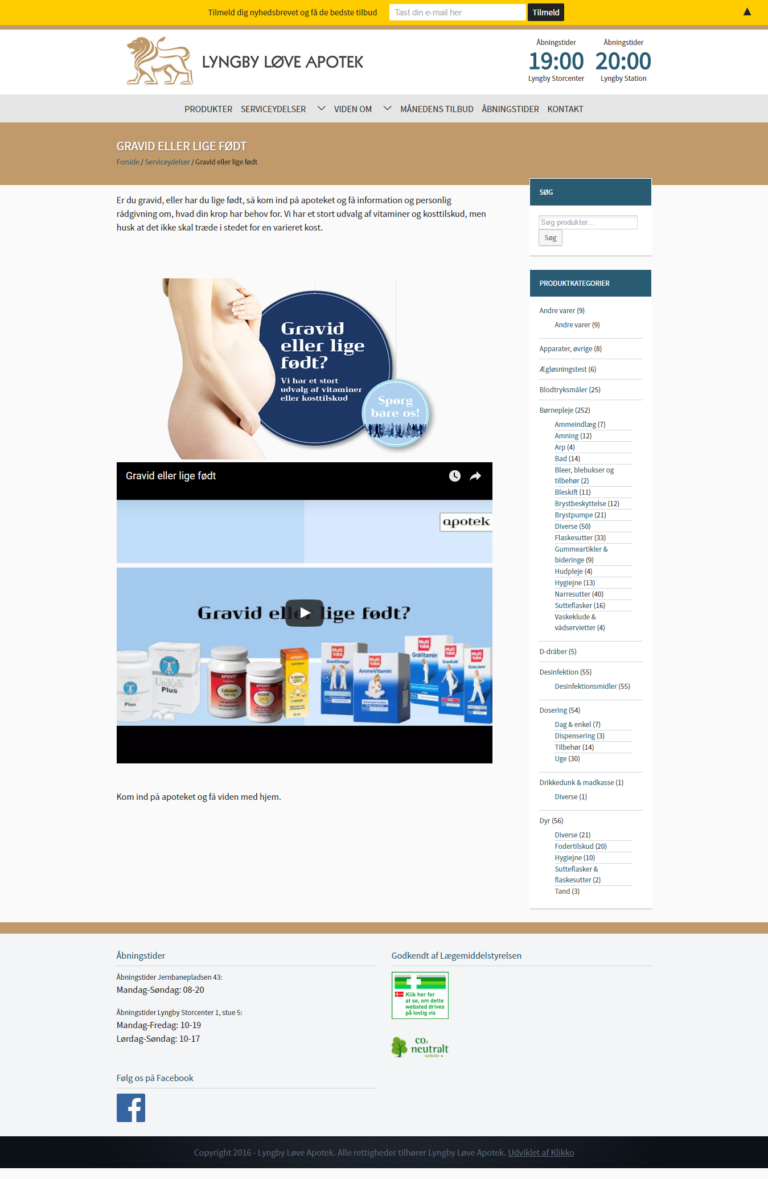 Tilmeld dig nyhedsbrevet og få de bedste tilbud
Tast din e-mail her
Tilmeld
LYNGBY LØVE APOTEK
Åbningstider
19:00
Lyngby Storcenter
Åbningstider
20:00
Lyngby Station
PRODUKTER SERVICEYDELSER VIDEN OM MÅNEDENS TILBUD ÅBNINGSTIDER KONTAKT
GRAVID ELLER LIGE FØDT
Forside / Serviceydelser / Gravid eller lige født
Er du gravid, eller har du lige født, så kom ind på apoteket og få information og personlig
rådgivning om, hvad din krop har behov for. Vi har et stort udvalg af vitaminer og kosttilskud, men
husk at det ikke skal træde i stedet for en varieret kost.
Gravid
eller lige
født?
Vi har et stort
udvalg af vitaminer
eller kosttilskud
Spørg
bare os!
Gravid eller lige født
apotek
Gravid eller lige født?
Kom ind på apoteket og få viden med hjem.
SØG
Søg produkter...
Søg
PRODUKTKATEGORIER
Andre varer (9)
Andre varer (9)
Apparater, øvrige (8)
Ægløsningstest (6)
Blodtryksmåler (25)
Børnepleje (252)
Ammeindlæg (7)
Amning (12)
Arp (4)
Bad (14)
Bleer, blebukser og
tilbehør (2)
Bleskift (11)
Brystbeskyttelse (12)
Brystpumpe (21)
Diverse (50)
Flaskesutter (33)
Gummeartikler &
bideringe (9)
Hudpleje (4)
Hygiejne (13)
Narresutter (40)
Sutteflasker (16)
Vaskeklude &
vådservietter (4)
D-dråber (5)
Desinfektion (55)
Desinfektionsmidler (55)
Dosering (54)
Dag & enkel (7)
Dispensering (3)
Tilbehør (14)
Uge (30)
Drikkedunk & madkasse (1)
Diverse (1)
Dyr (56)
Diverse (21)
Fodertilskud (20)
Hygiejne (10)
Sutteflasker &
flaskesutter (2)
Tand (3)
Åbningstider
Åbningstider Jernbanepladsen 43:
Mandag-Søndag: 08-20
Åbningstider Lyngby Storcenter 1, stue 5:
Mandag-Fredag: 10-19
Lørdag-Søndag: 10-17
Følg os på Facebook
Godkendt af Lægemiddelstyrelsen
Klik her for
at se, om dette
websted drives
på lovlig vis
CO₂
neutralt
website
Copyright 2016 - Lyngby Løve Apotek. Alle rettigheder tilhører Lyngby Løve Apotek. Udviklet af Klikko